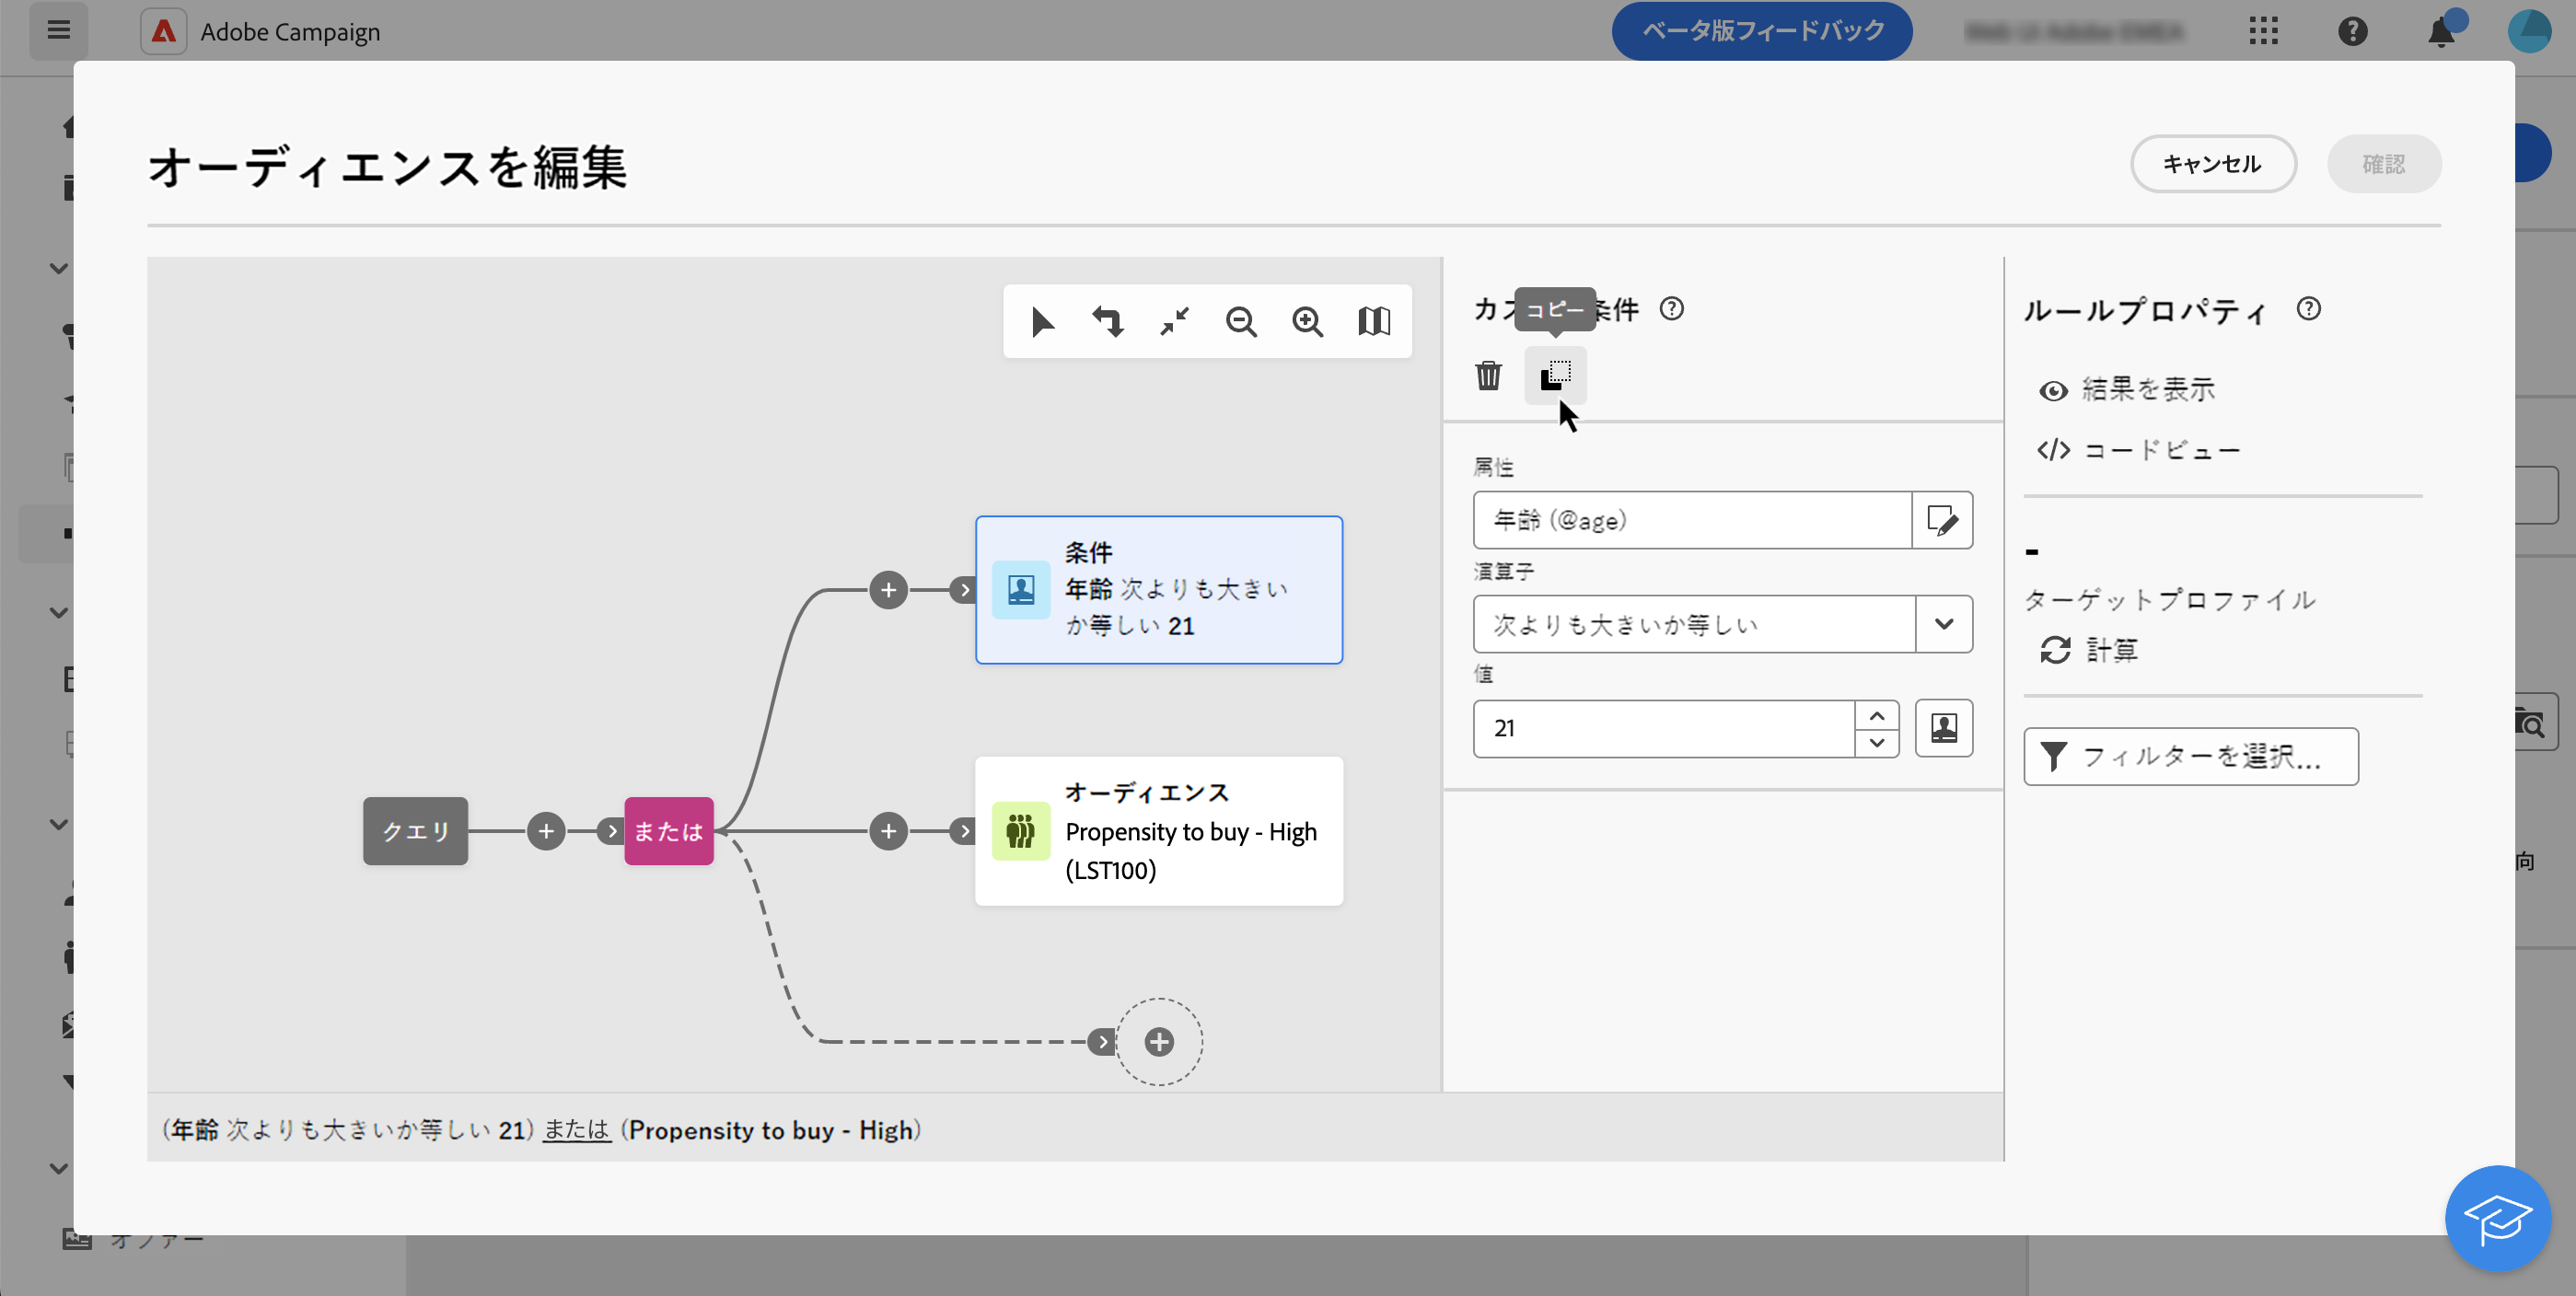 Adobe Campaign
ベータ版フィードバック
オーディエンスを編集
キャンセル
確認
コピー
カス
条件
ルールプロパティ
結果を表示
コードビュー
属性
年齢 (@age)
演算子
次よりも大きいか等しい
値
21
-
ターゲットプロファイル
計算
フィルターを選択...
条件
年齢 次よりも大きい
か等しい 21
オーディエンス
Propensity to buy - High
(LST100)
クエリ
または
(年齢 次よりも大きいか等しい 21) または (Propensity to buy - High)
向
オファー